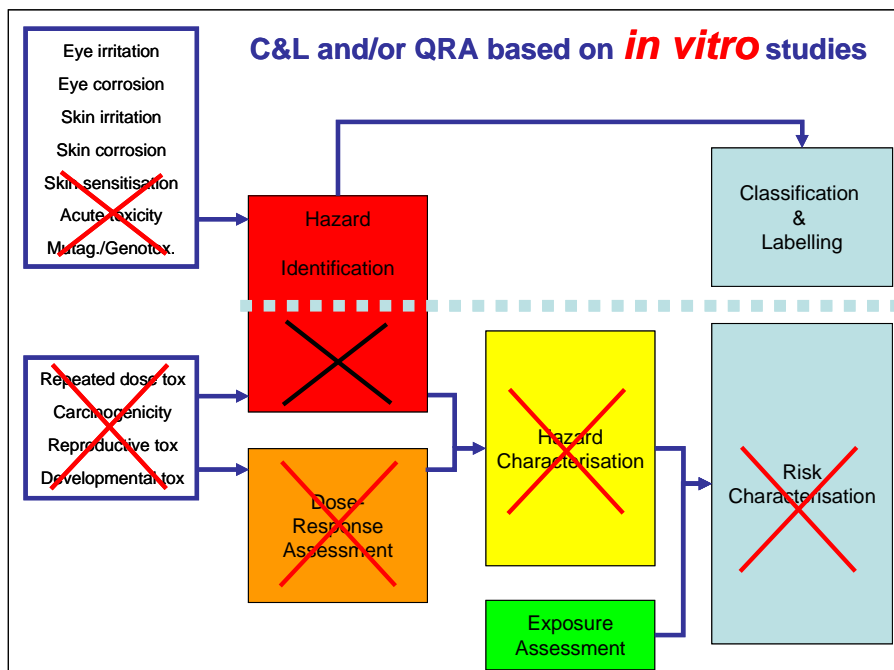 C&L and/or QRA based on in vitro studies
Eye irritation
Eye corrosion
Skin irritation
Skin corrosion
Skin sensitisation
Acute toxicity
Mutag./Genotox.
Hazard
Identification
Classification
&
Labelling
Repeated dose tox
Carcinogenicity
Reproductive tox
Developmental tox
Dose-
Response
Assessment
Hazard
Characterisation
Risk
Characterisation
Exposure
Assessment